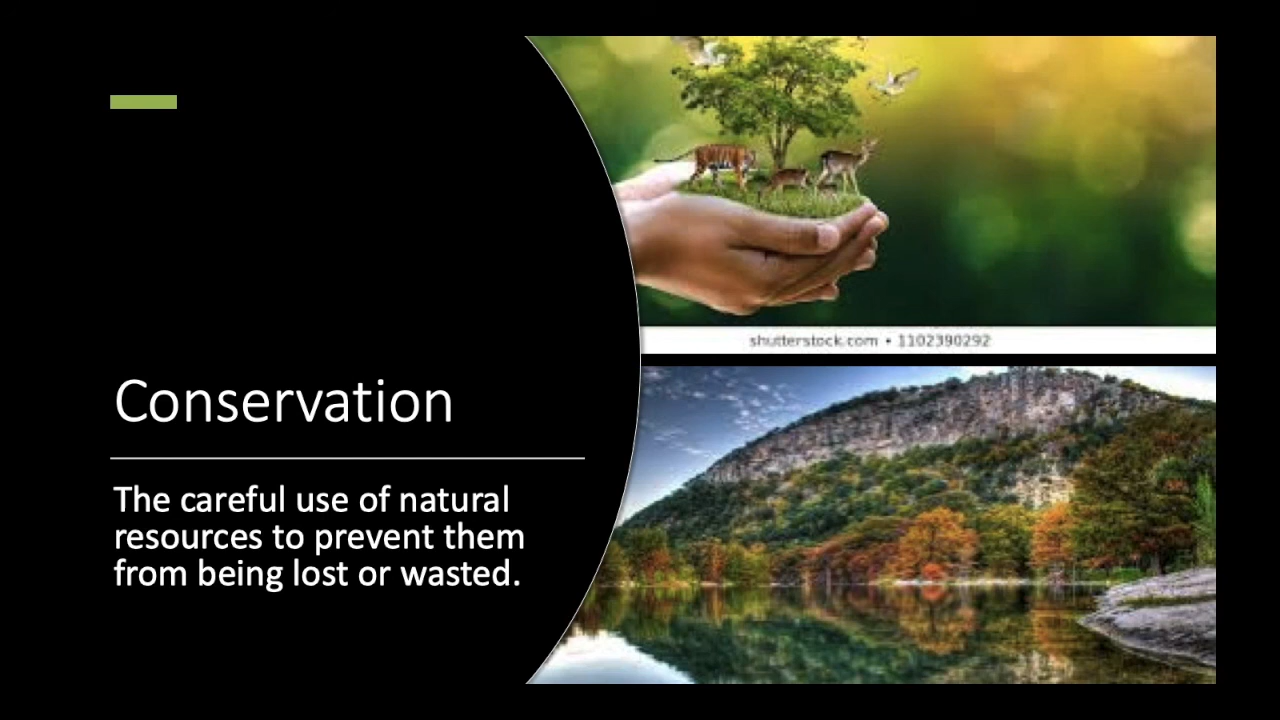 shutterstock.com • 1102390292
Conservation
The careful use of natural
resources to prevent them
from being lost or wasted.